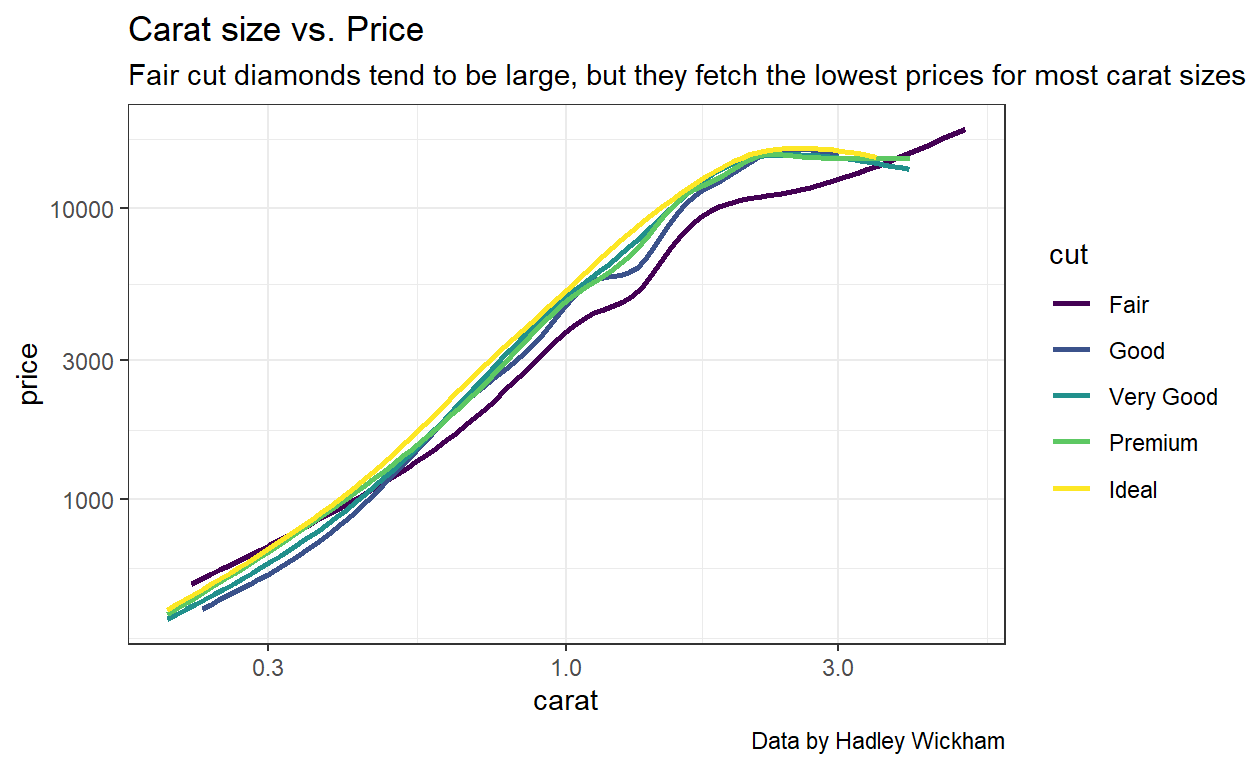 Carat size vs. Price
Fair cut diamonds tend to be large, but they fetch the lowest prices for most carat sizes
price
10000
3000
1000
0.3
1.0
3.0
carat
cut
Fair
Good
Very Good
Premium
Ideal
Data by Hadley Wickham